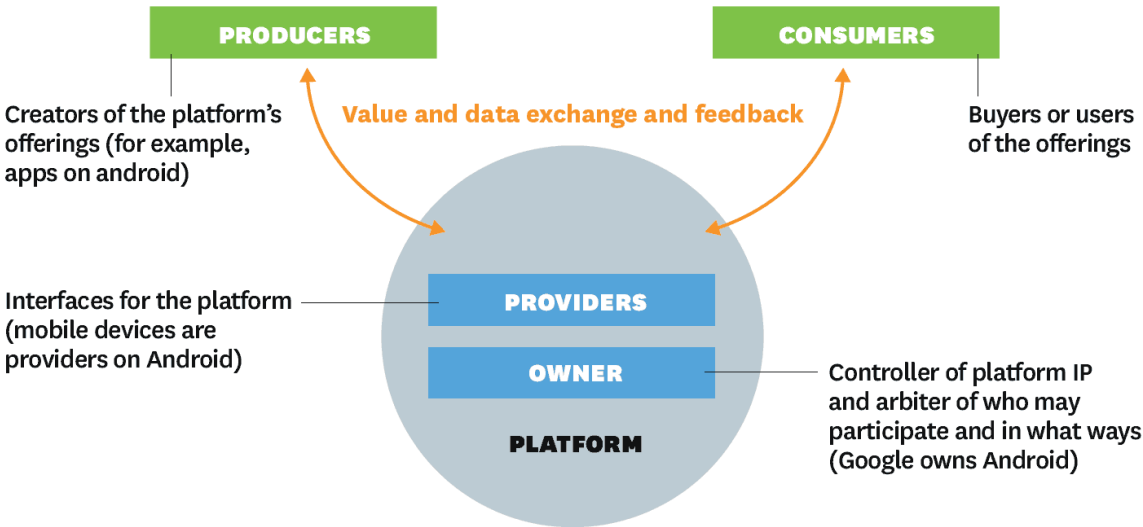 PRODUCERS
CONSUMERS
Creators of the platform’s
offerings (for example,
apps on android)
Value and data exchange and feedback
Buyers or users
of the offerings
Interfaces for the platform
(mobile devices are
providers on Android)
PROVIDERS
OWNER
Controller of platform IP
and arbiter of who may
participate and in what ways
(Google owns Android)
PLATFORM